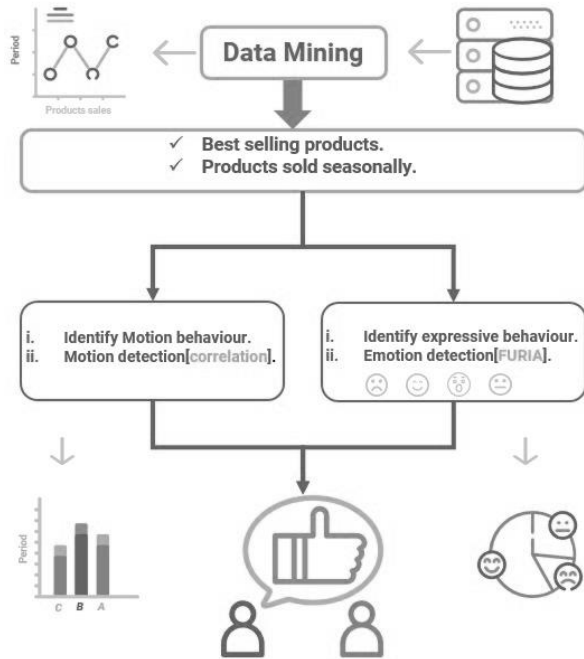 Period
Products sales
Data Mining
✓ Best selling products.
✓ Products sold seasonally.
i. Identify Motion behaviour.
ii. Motion detection[correlation].
i. Identify expressive behaviour.
ii. Emotion detection[FURIA].
Period
C B A